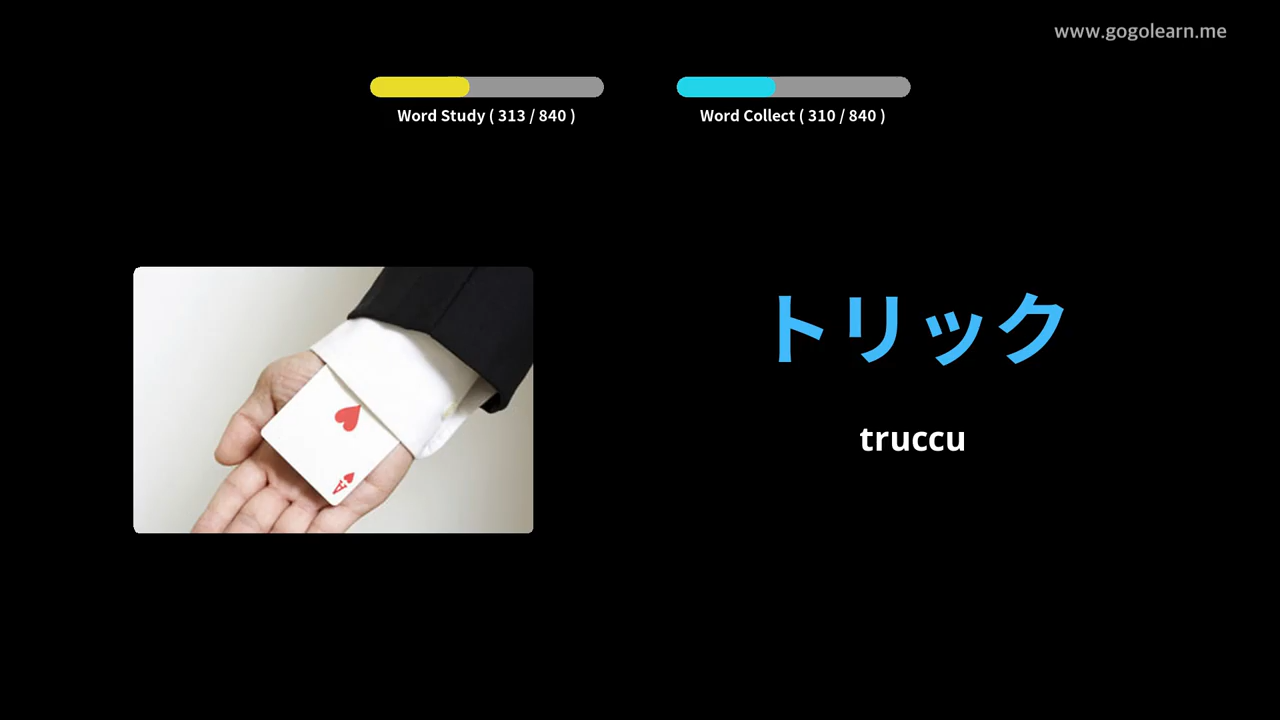 www.gogolearn.me
Word Study ( 313 / 840 )
Word Collect ( 310 / 840 )
トリック
truccu
A